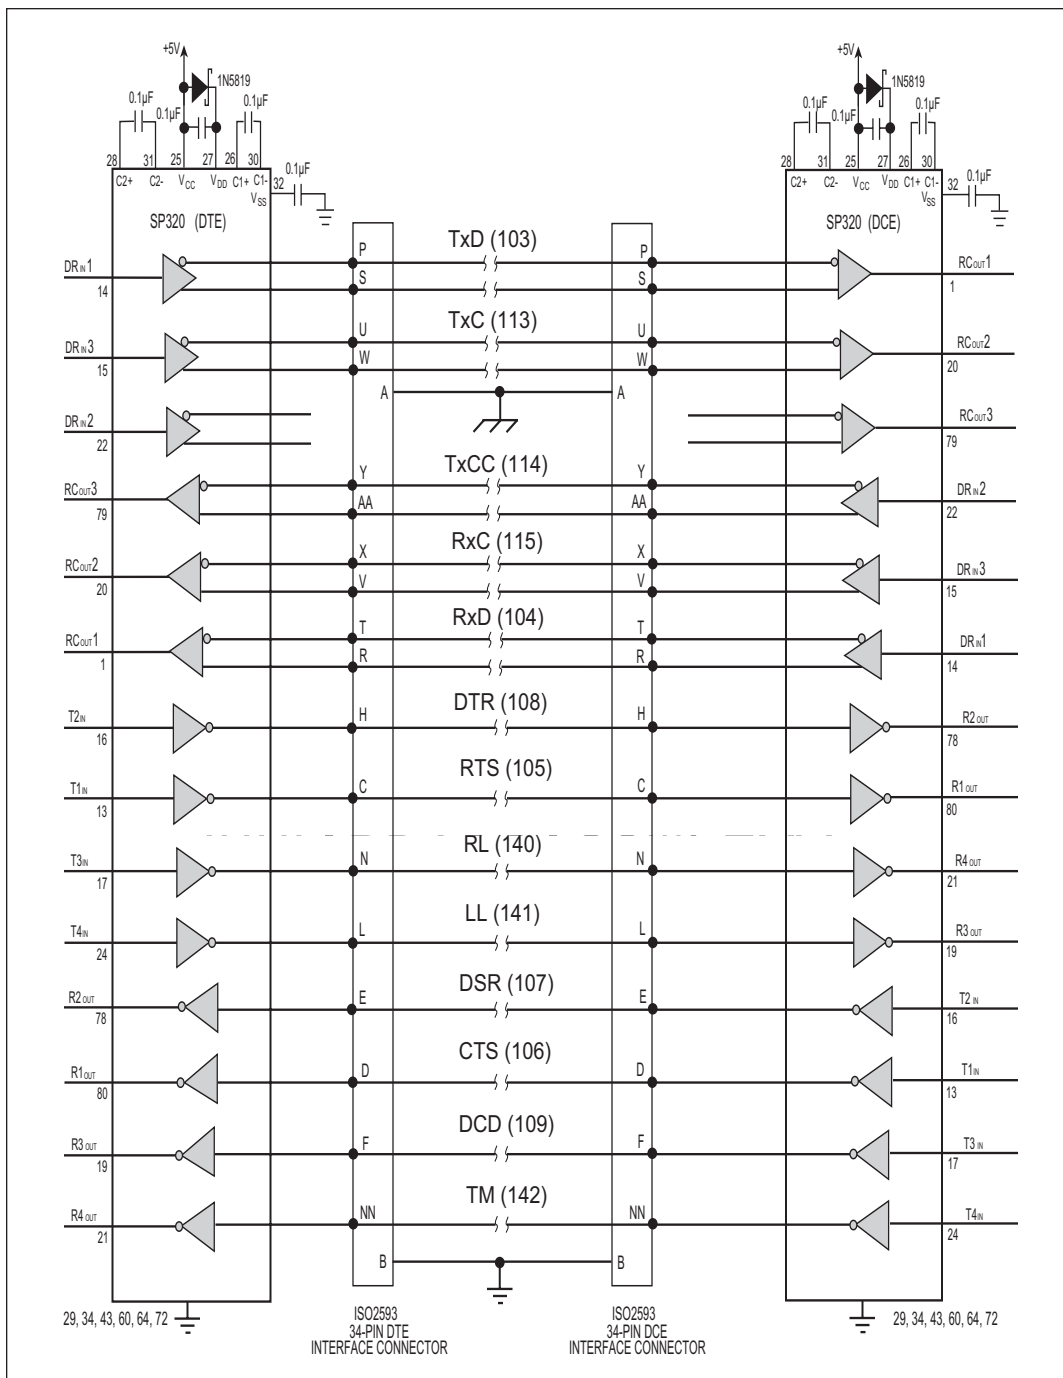 +5V +5V
1N5819 1N5819
0.1µF 0.1µF 0.1µF 0.1µF 0.1µF 0.1µF
28 31 25 27 26 30 28 31 25 27 26 30
0.1µF 0.1µF
32 32
C2+ C2- VCC VDD C1+ C1- C2+ C2- VCC VDD C1+ C1-
VSS VSS
SP320 (DTE) SP320 (DCE)
TxD (103)
P P
DRIN1 S S RCOUT1
14 1
TxC (113)
U U
DRIN3 W W RCOUT2
15 20
A A
DRIN2 RCOUT3
22 79
TxCC (114)
Y Y
RCOUT3 AA AA DRIN2
79 22
RxC (115)
X X
RCOUT2 V V DRIN3
20 15
RxD (104)
T T
RCOUT1 R R DRIN1
1 14
DTR (108)
T2IN H H R2OUT
16 78
RTS (105)
T1IN C C R1OUT
13 80
RL (140)
T3IN N N R4OUT
17 21
LL (141)
T4IN L L R3OUT
24 19
DSR (107)
R2OUT E E T2IN
78 16
CTS (106)
R1OUT D D T1IN
80 13
DCD (109)
R3OUT F F T3IN
19 17
TM (142)
R4OUT NN NN T4IN
21 24
B B
29, 34, 43, 60, 64, 72 29, 34, 43, 60, 64, 72
ISO2593 ISO2593
34-PIN DTE 34-PIN DCE
INTERFACE CONNECTOR INTERFACE CONNECTOR